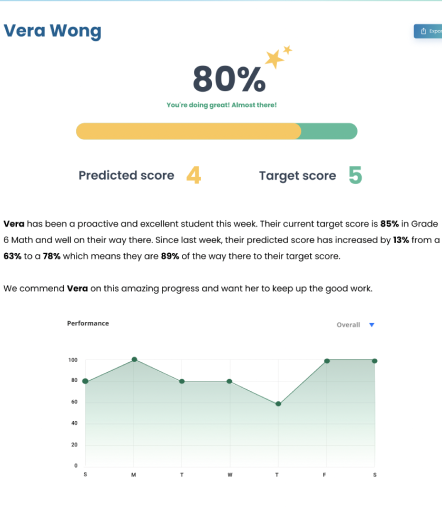 Vera Wong
80%
You're doing great! Almost there!
Predicted score 4
Target score 5
Vera has been a proactive and excellent student this week. Their current target score is 85% in Grade
6 Math and well on their way there. Since last week, their predicted score has increased by 13% from a
63% to a 78% which means they are 89% of the way there to their target score.
We commend Vera on this amazing progress and want her to keep up the good work.
Performance
Overall
100
80
60
40
20
0
S M T W T F S